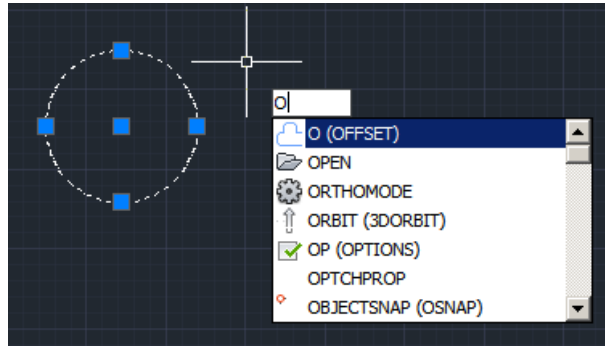 O
O (OFFSET)
OPEN
ORTHOMODE
ORBIT (3DORBIT)
OP (OPTIONS)
OPTCHPROP
OBJECTSNAP (OSNAP)